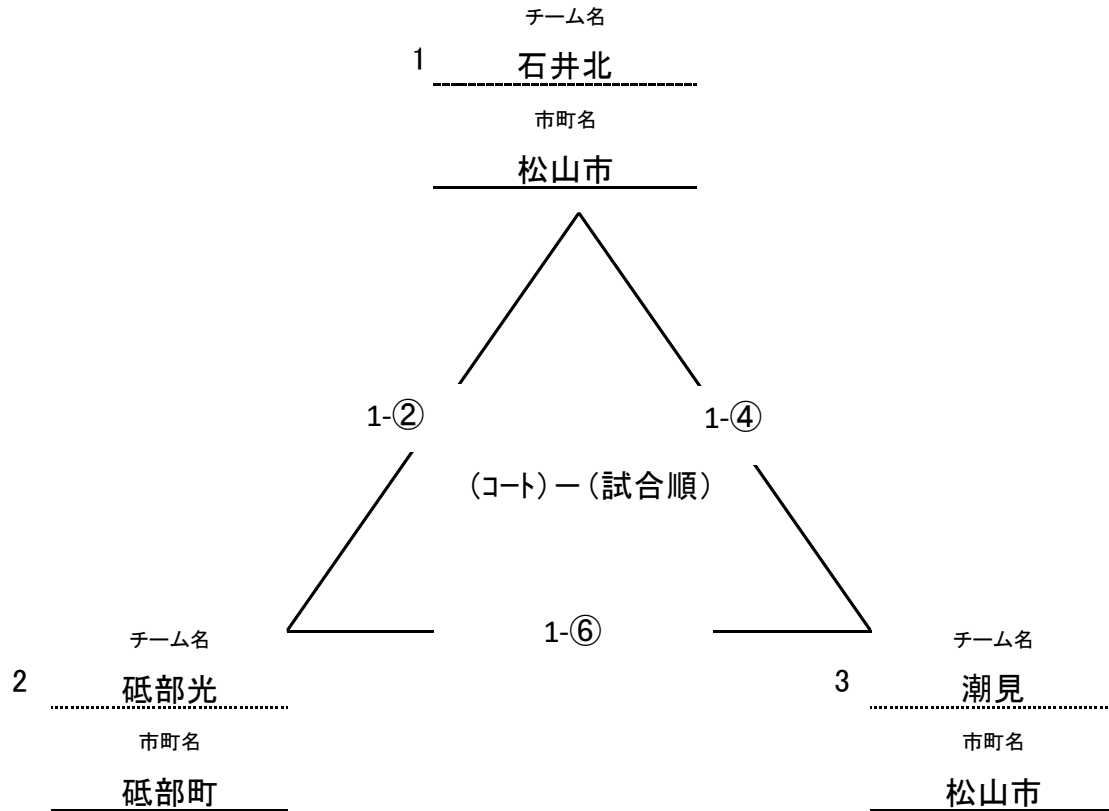 チーム名
1 石井北
市町名
松山市
1-② 1-④
（コート）－（試合順）
1-⑥
チーム名 チーム名
2 砥部光 3 潮見
市町名 市町名
砥部町 松山市